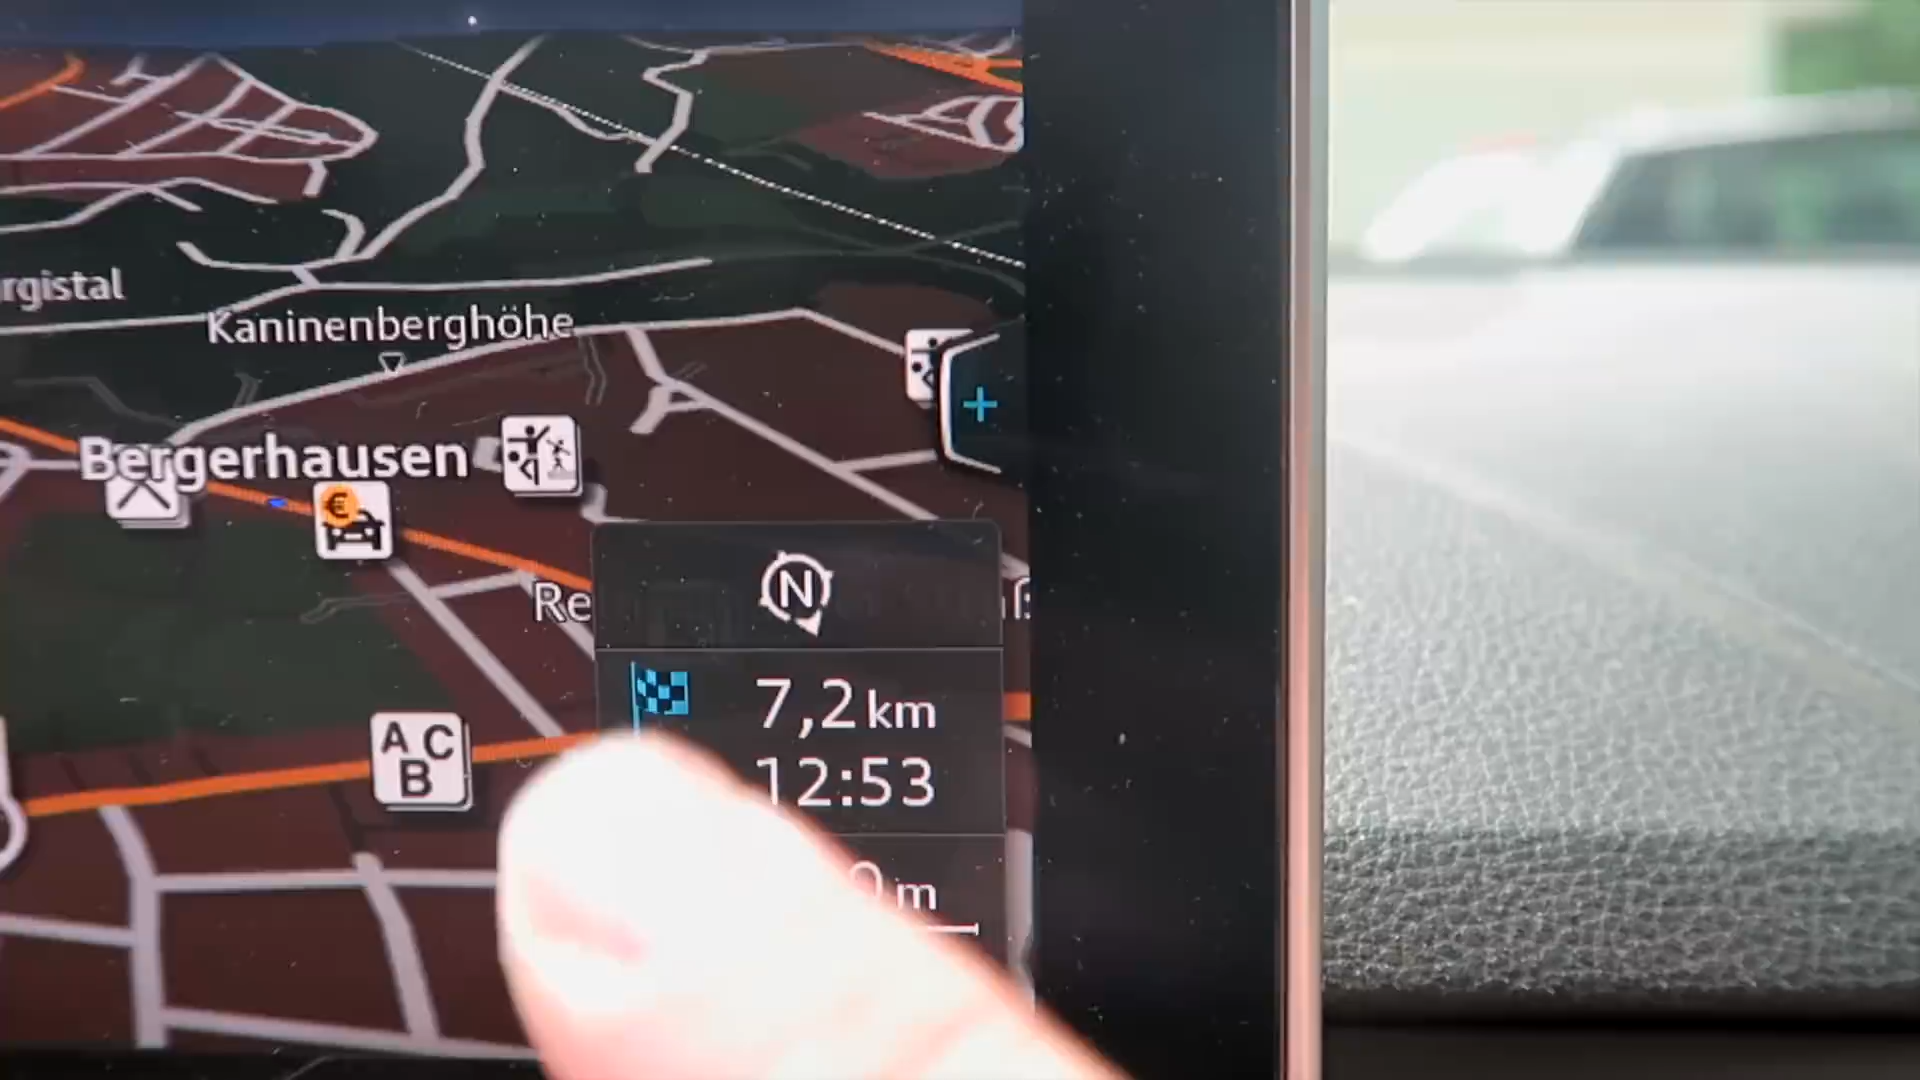 rgistal
Kaninenberghöhe
Bergerhausen
€
Re
N
7,2 km
A C
B
12:53
m